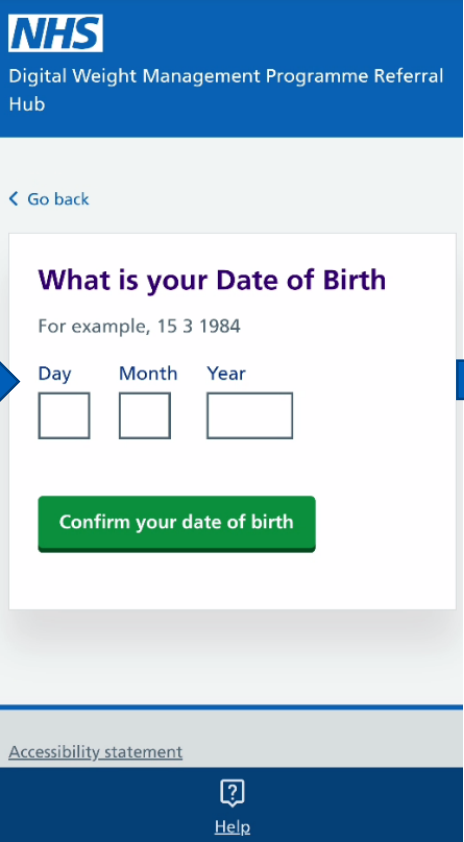 NHS
Digital Weight Management Programme Referral
Hub
Go back
What is your Date of Birth
For example, 15 3 1984
Day Month Year
Confirm your date of birth
Accessibility statement
?
Help